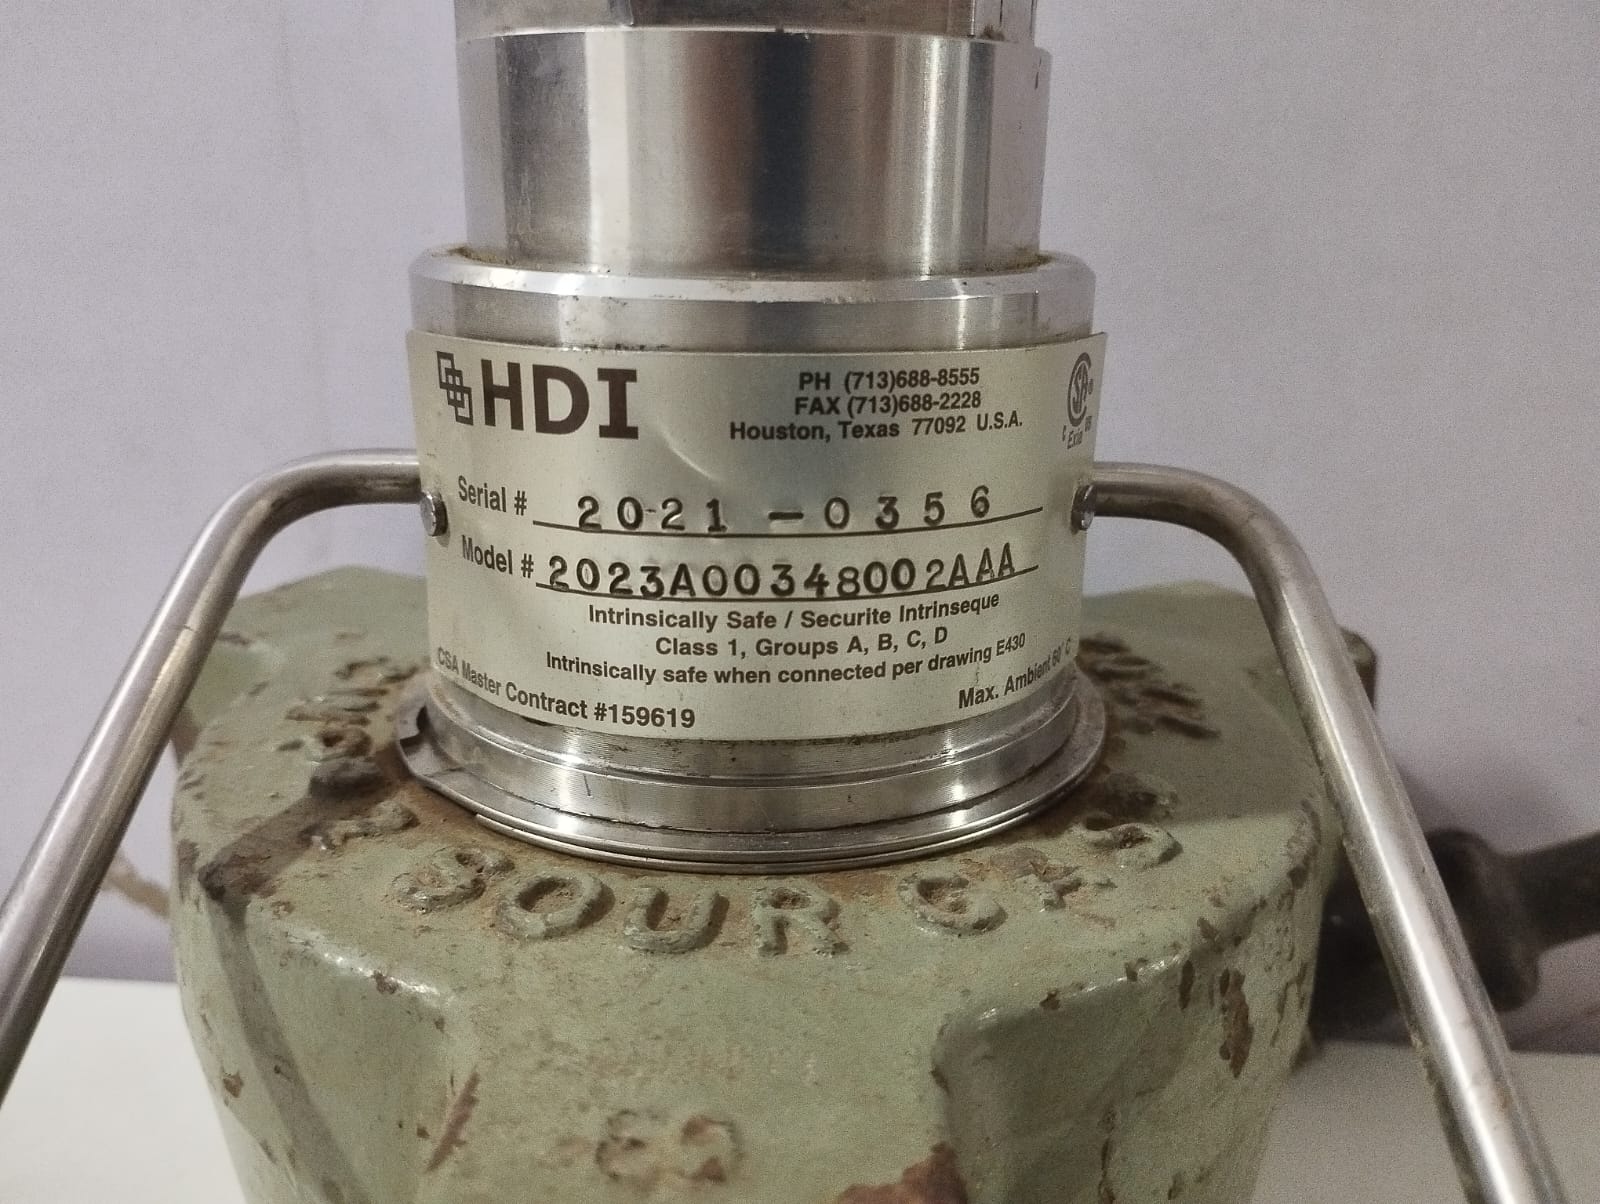 HDI
PH (713)688-8555
FAX (713)688-2228
Houston, Texas 77092 U.S.A.
Serial # 2021-0356
Model # 2023A00348002AAA
Intrinsically Safe / Securite Intrinseque
Class 1, Groups A, B, C, D
Intrinsically safe when connected per drawing E430
CSA Master Contract #159619
Max. Ambient 60° C